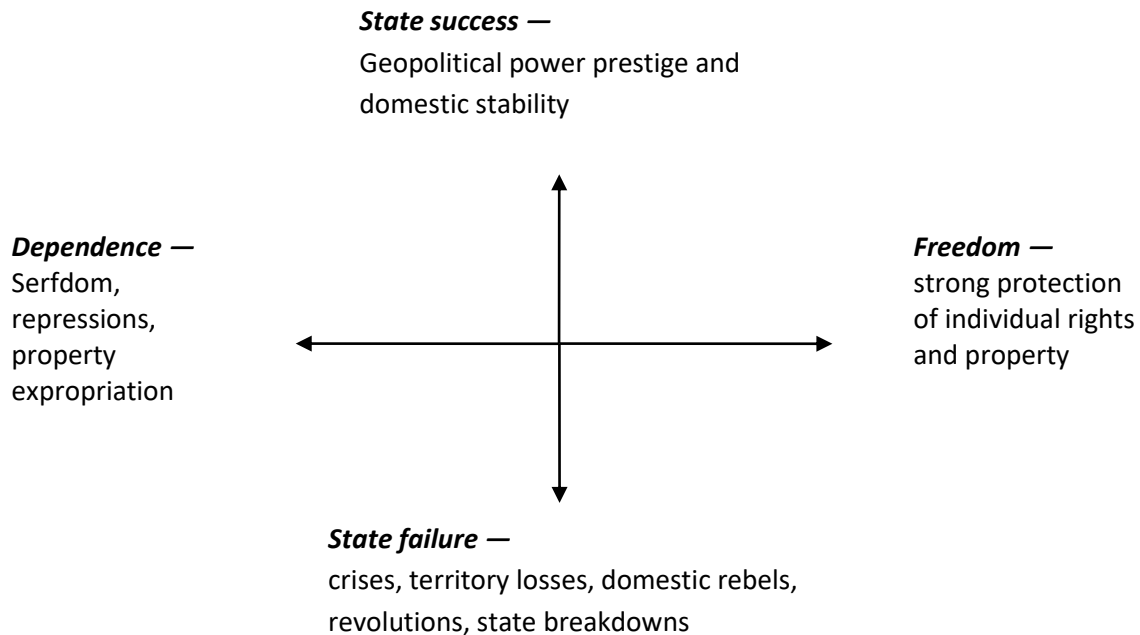 State success —
Geopolitical power prestige and
domestic stability
Dependence —
Serfdom,
repressions,
property
expropriation
Freedom —
strong protection
of individual rights
and property
State failure —
crises, territory losses, domestic rebels,
revolutions, state breakdowns